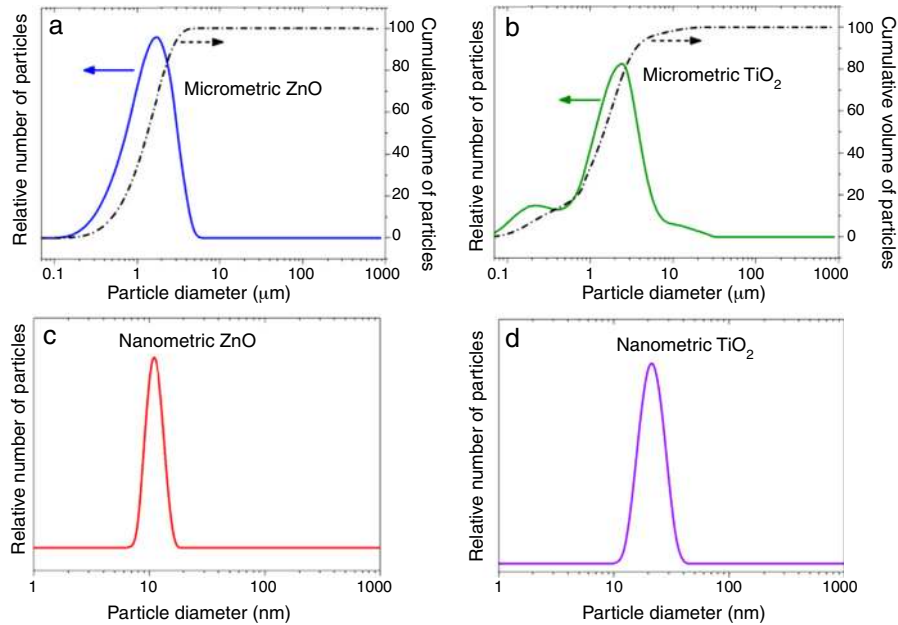 a
Micrometric ZnO
Relative number of particles
Cumulative volume of particles
100
80
60
40
20
0
0.1 1 10 100 1000
Particle diameter (μm)
b
Micrometric TiO2
Relative number of particles
Cumulative volume of particles
100
80
60
40
20
0
0.1 1 10 100 1000
Particle diameter (μm)
c
Nanometric ZnO
Relative number of particles
1 10 100 1000
Particle diameter (nm)
d
Nanometric TiO2
Relative number of particles
1 10 100 1000
Particle diameter (nm)